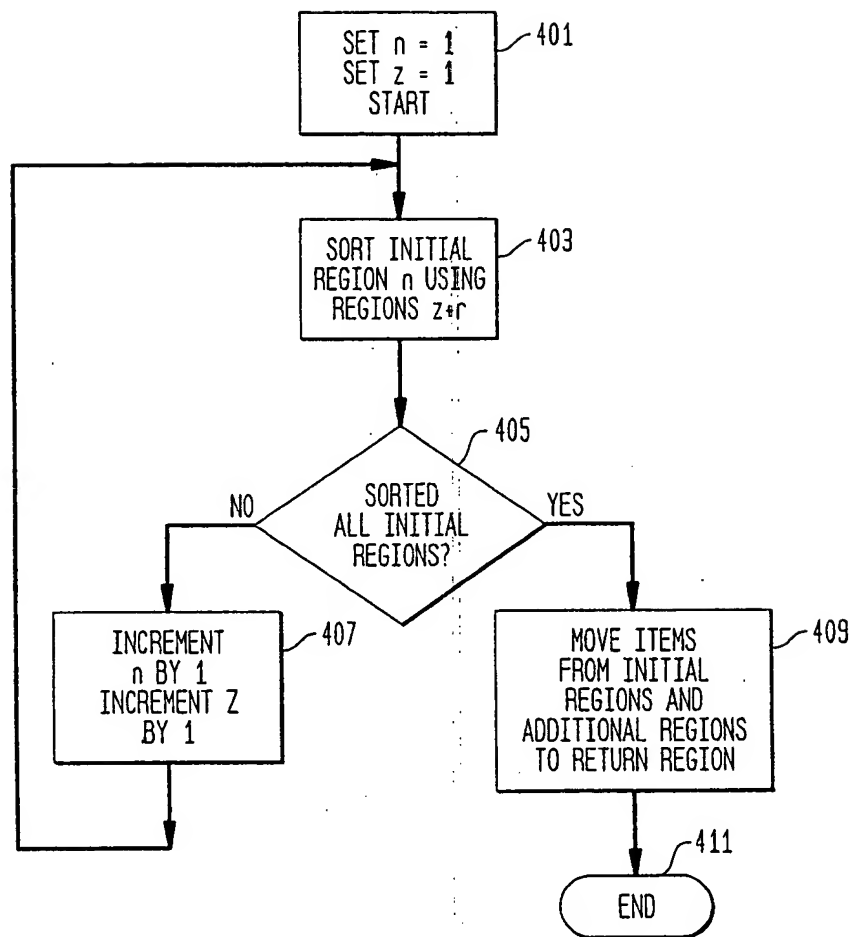 SET n = 1
SET z = 1
START
401
SORT INITIAL
REGION n USING
REGIONS z*r
403
405
SORTED
ALL INITIAL
REGIONS?
NO
YES
INCREMENT
n BY 1
INCREMENT Z
BY 1
407
MOVE ITEMS
FROM INITIAL
REGIONS AND
ADDITIONAL REGIONS
TO RETURN REGION
409
411
END